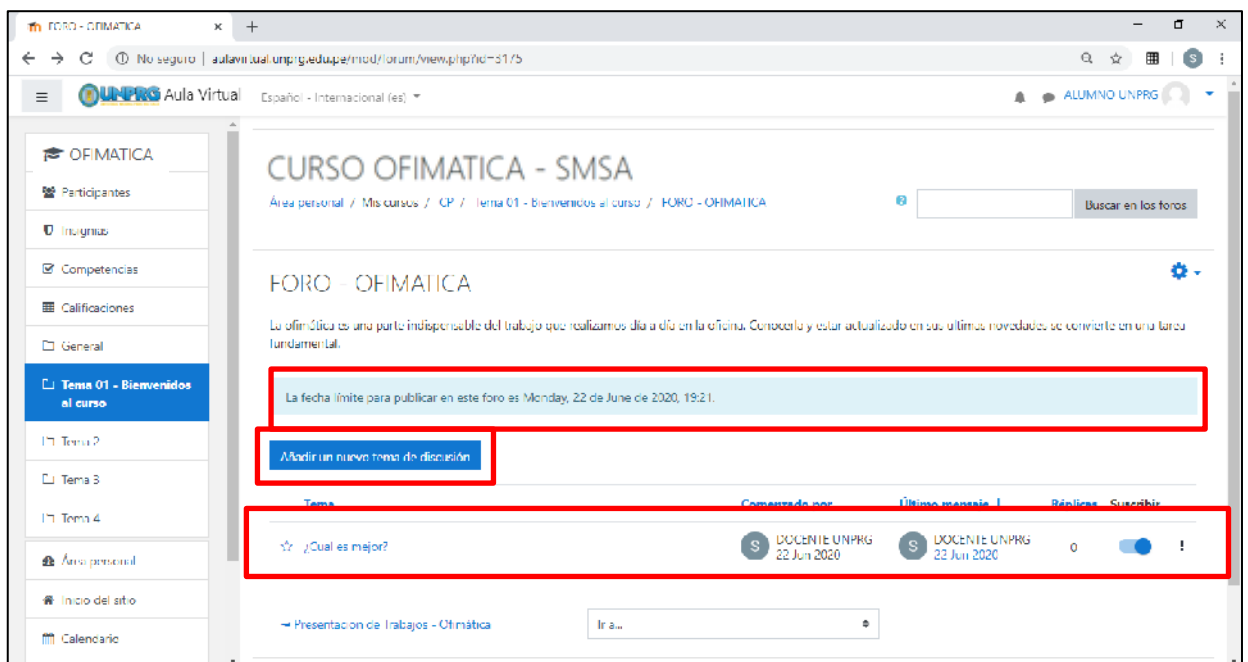 FORO - OFIMATICA
No seguro | aulavirtual.unprg.edu.pe/mod/forum/view.php?id=3175
S
UNPRG Aula Virtual
Español - Internacional (es)
ALUMNO UNPRG
OFIMATICA
Participantes
Insignias
Competencias
Calificaciones
General
Tema 01 - Bienvenidos
al curso
Tema 2
Tema 3
Tema 4
Área personal
Inicio del sitio
Calendario
CURSO OFIMATICA - SMSA
Área personal / Mis cursos / CP / Tema 01 - Bienvenidos al curso / FORO - OFIMATICA
Buscar en los foros
FORO - OFIMATICA
La ofimática es una parte indispensable del trabajo que realizamos día a día en la oficina. Conocerla y estar actualizado en sus ultimas novedades se convierte en una tarea
fundamental.
La fecha límite para publicar en este foro es Monday, 22 de June de 2020, 19:21.
Añadir un nuevo tema de discusión
Tema Comenzado por Último mensaje ↓ Réplicas Suscribir
¿Cual es mejor? S DOCENTE UNPRG S DOCENTE UNPRG 0
22 Jun 2020 22 Jun 2020
Presentacion de Trabajos - Ofimática
Ir a...